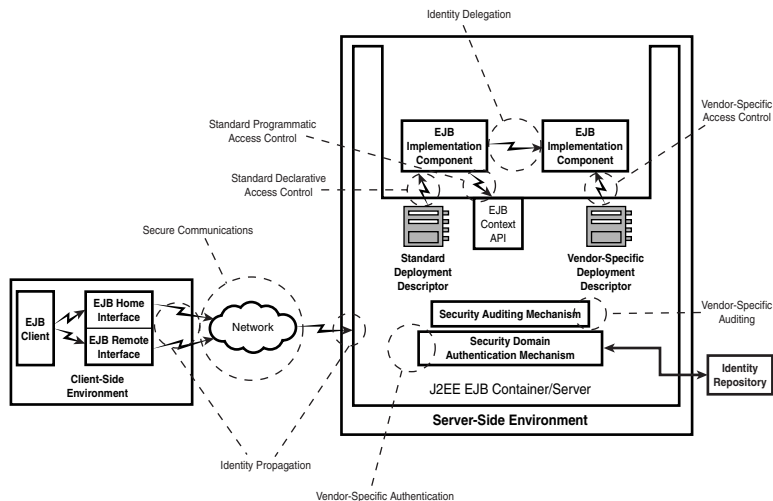 Identity Delegation
Vendor-Specific
Access Control
Standard Programmatic
Access Control
EJB
Implementation
Component
EJB
Implementation
Component
Standard Declarative
Access Control
EJB
Context
API
Secure Communications
Standard
Deployment
Descriptor
Vendor-Specific
Deployment
Descriptor
EJB
Client
EJB Home
Interface
EJB Remote
Interface
Network
Client-Side
Environment
Security Auditing Mechanism
Vendor-Specific
Auditing
Security Domain
Authentication Mechanism
Identity
Repository
J2EE EJB Container/Server
Server-Side Environment
Identity Propagation
Vendor-Specific Authentication